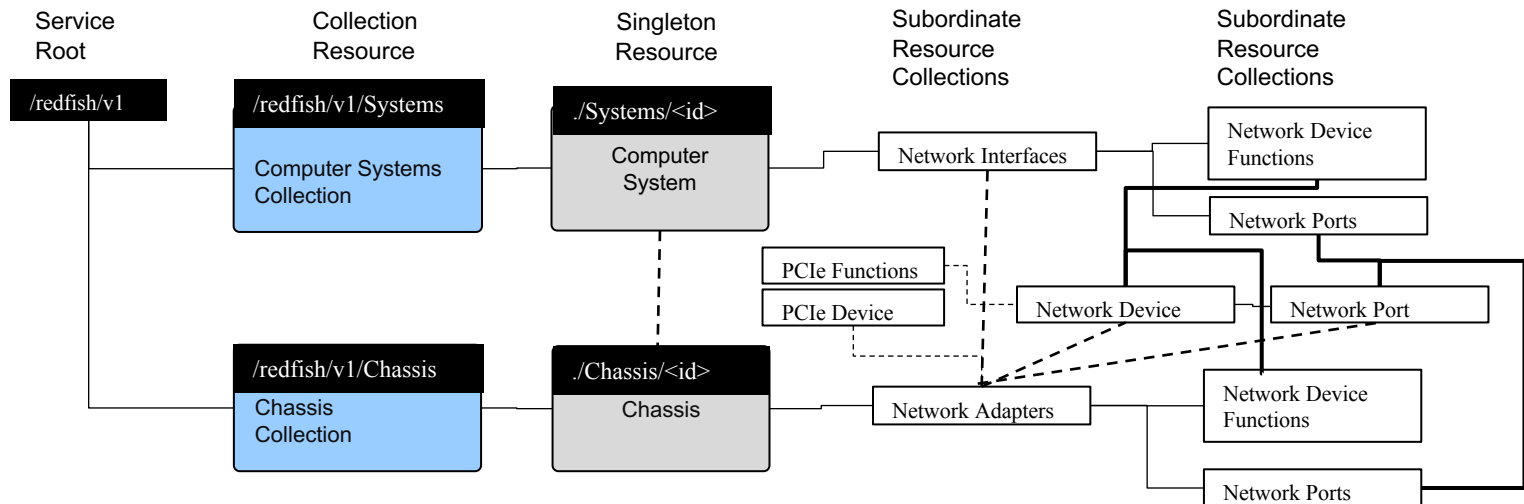 Service
Root
Collection
Resource
Singleton
Resource
Subordinate
Resource
Collections
Subordinate
Resource
Collections
/redfish/v1
/redfish/v1/Systems
Computer Systems
Collection
./Systems/<id>
Computer
System
Network Interfaces
Network Device
Functions
Network Ports
PCIe Functions
PCIe Device
Network Device
Network Port
/redfish/v1/Chassis
Chassis
Collection
./Chassis/<id>
Chassis
Network Adapters
Network Device
Functions
Network Ports